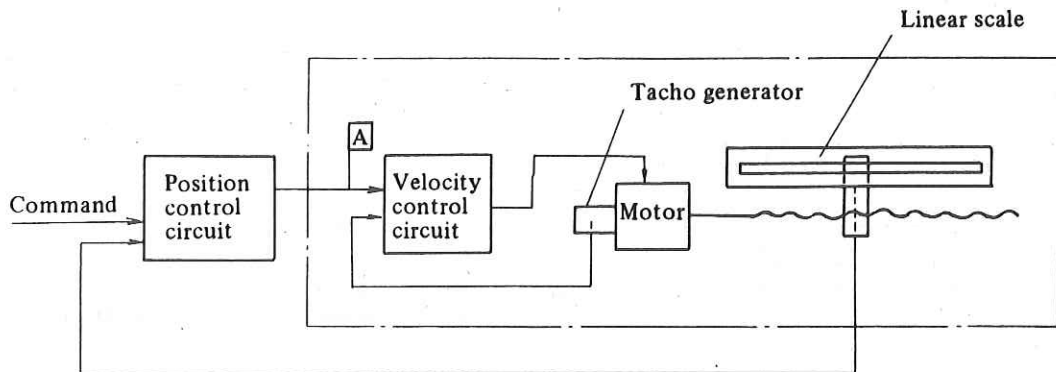 Linear scale
Tacho generator
A
Position
control
circuit
Velocity
control
circuit
Motor
Command